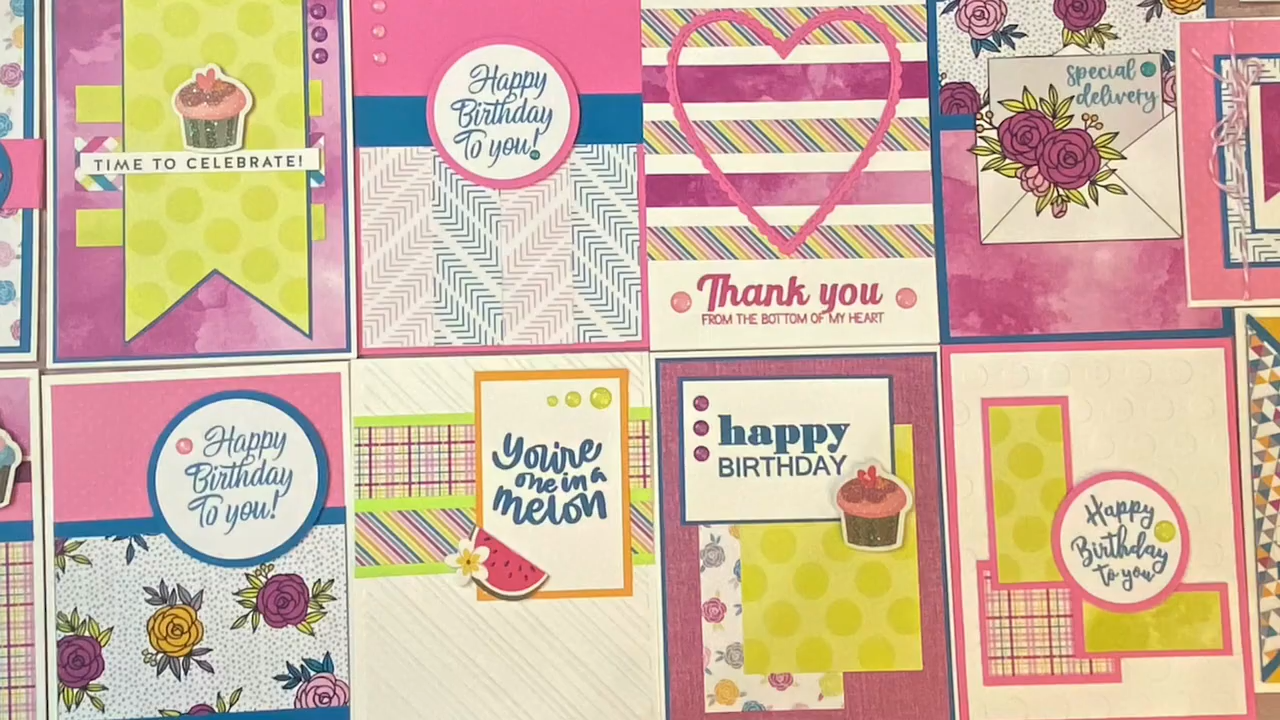 TIME TO CELEBRATE!
Happy
Birthday
To you!
Thank you
FROM THE BOTTOM OF MY HEART
special
delivery
Happy
Birthday
To you!
You're
one in a
melon
happy
BIRTHDAY
Happy
Birthday
to you